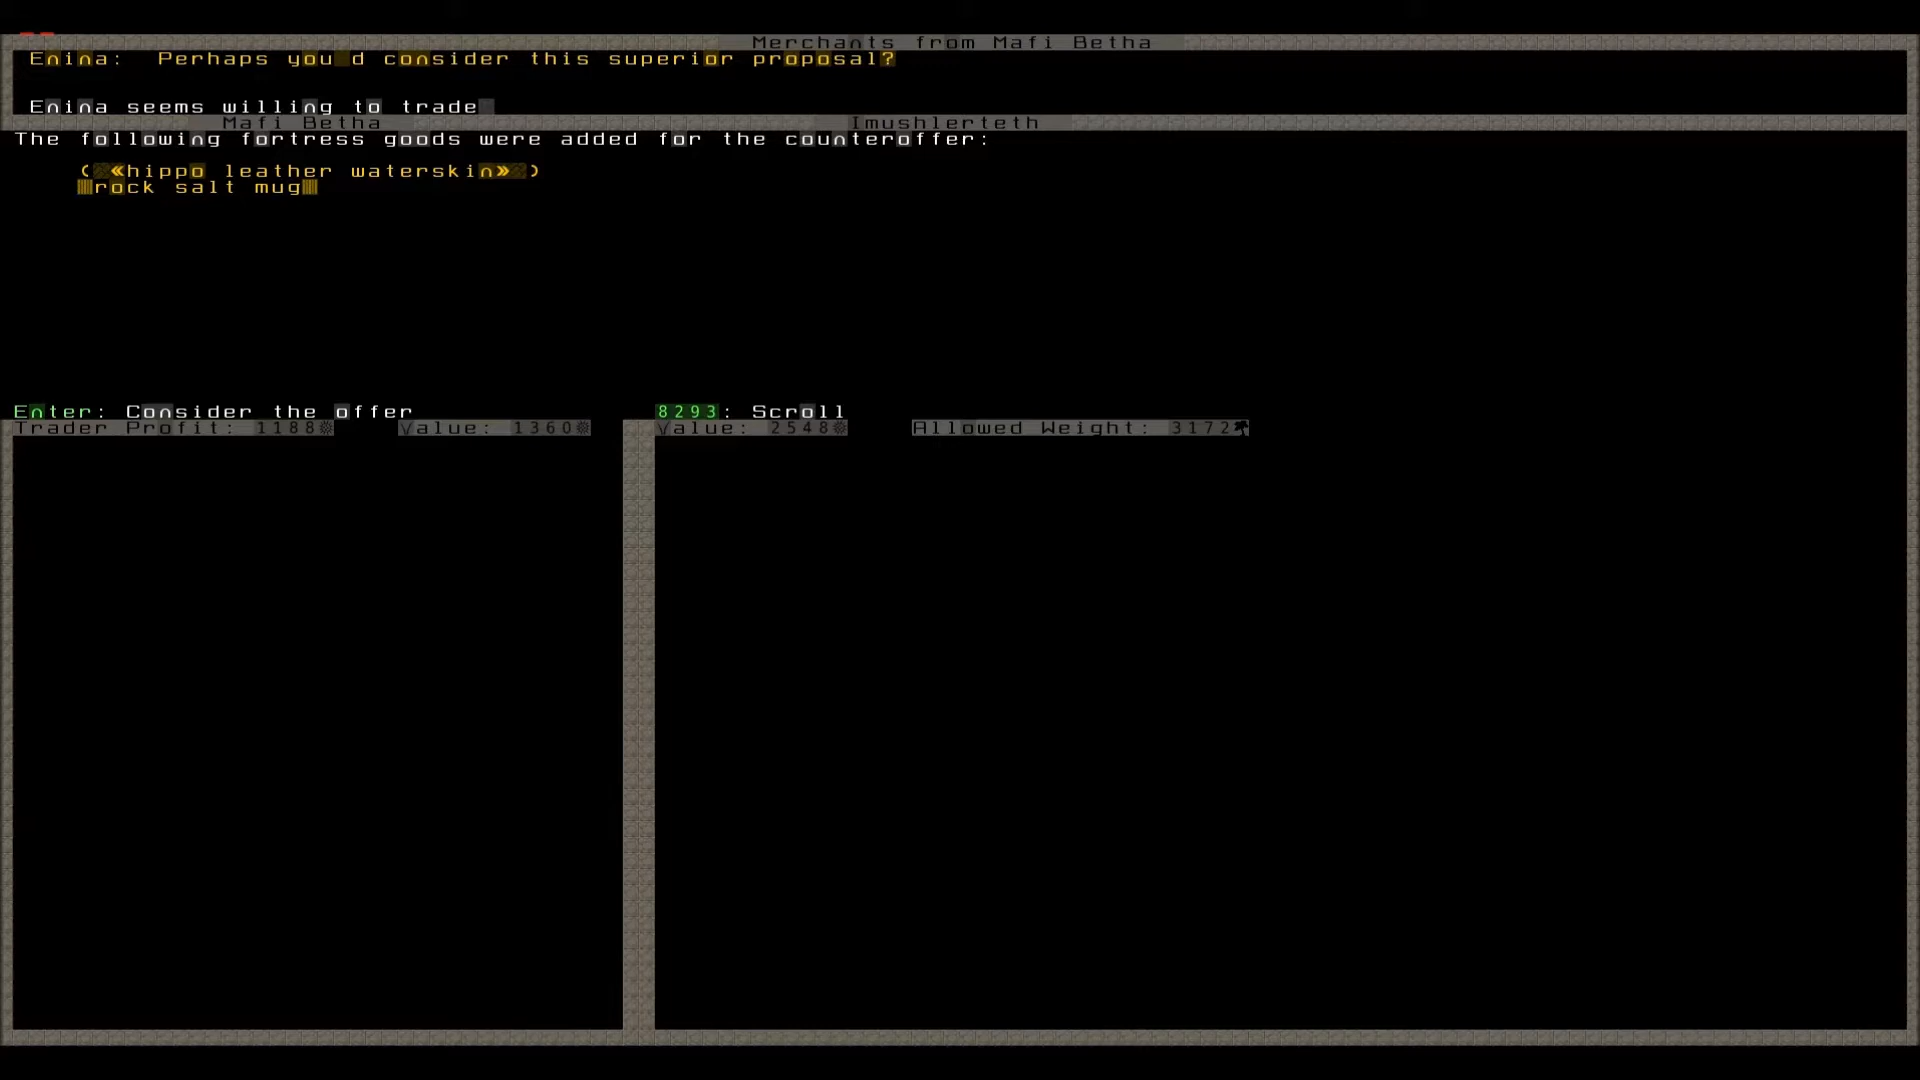 Merchants from Mafi Betha
Enina: Perhaps you d consider this superior proposal?
Enina seems willing to trade
Mafi Betha Imushlerteth
The following fortress goods were added for the counteroffer:
(«hippo leather waterskin»)
rock salt mug
Enter: Consider the offer 8293: Scroll
Trader Profit: 1188☼ Value: 1360☼ Value: 2548☼ Allowed Weight: 3172